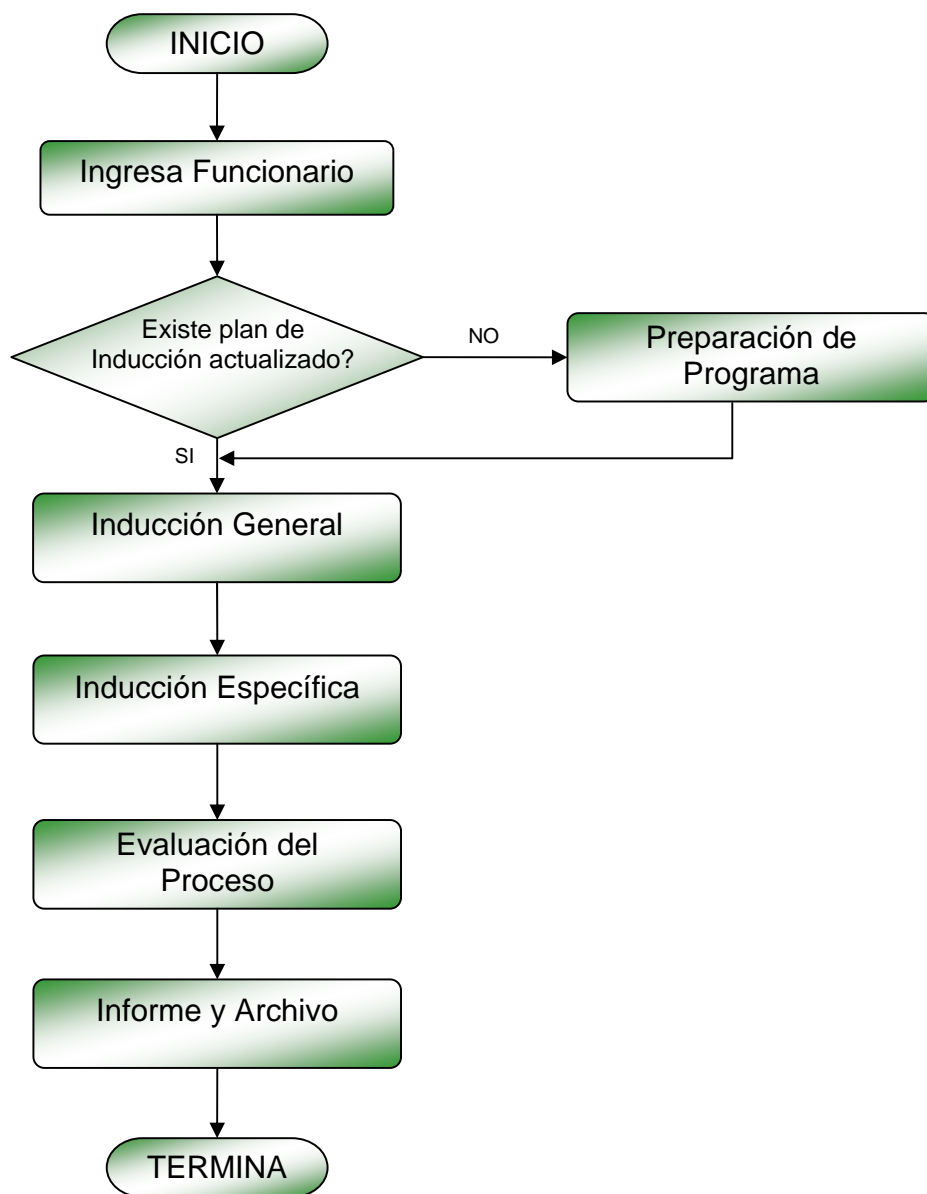 INICIO
Ingresa Funcionario
Existe plan de
Inducción actualizado?
NO
Preparación de
Programa
SI
Inducción General
Inducción Específica
Evaluación del
Proceso
Informe y Archivo
TERMINA